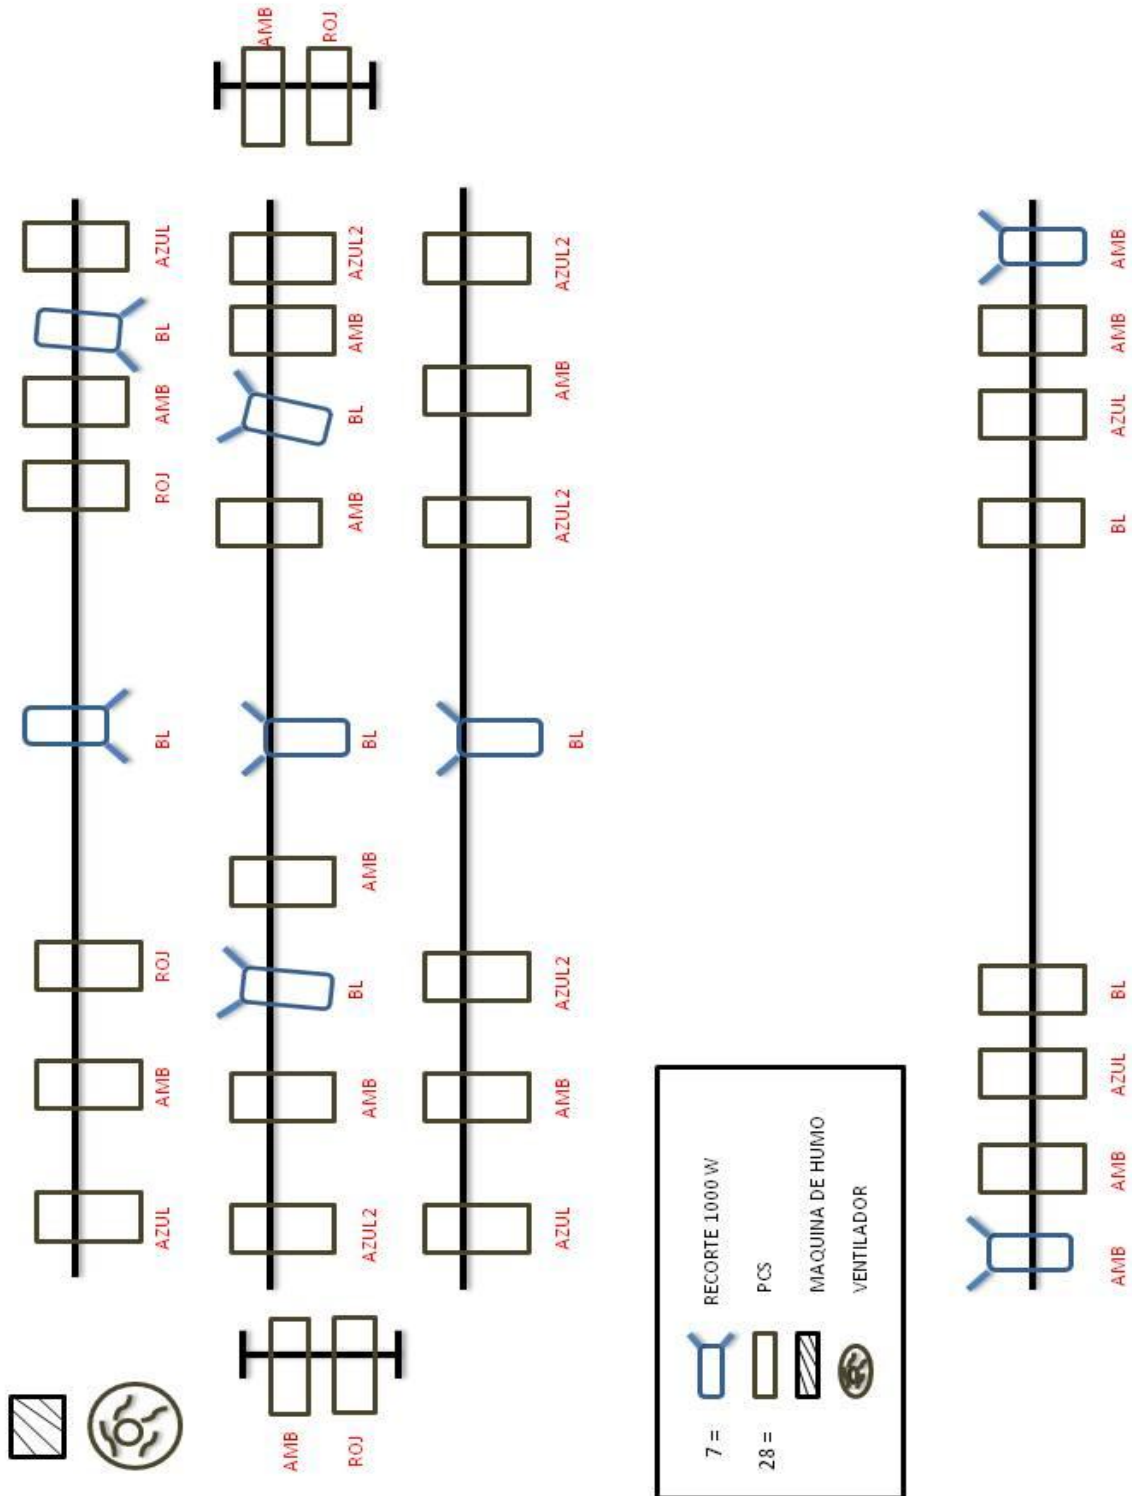 AZUL AMB ROJ BL ROJ AMB BL AZUL
AMB AMB
ROJ ROJ
AZUL2 AMB BL AMB BL AMB BL AMB AZUL2
AZUL AMB AZUL2 BL AZUL2 AMB AZUL2
7 = RECORTE 1000 W
28 = PCS
MAQUINA DE HUMO
VENTILADOR
AMB AMB AZUL BL BL AZUL AMB AMB